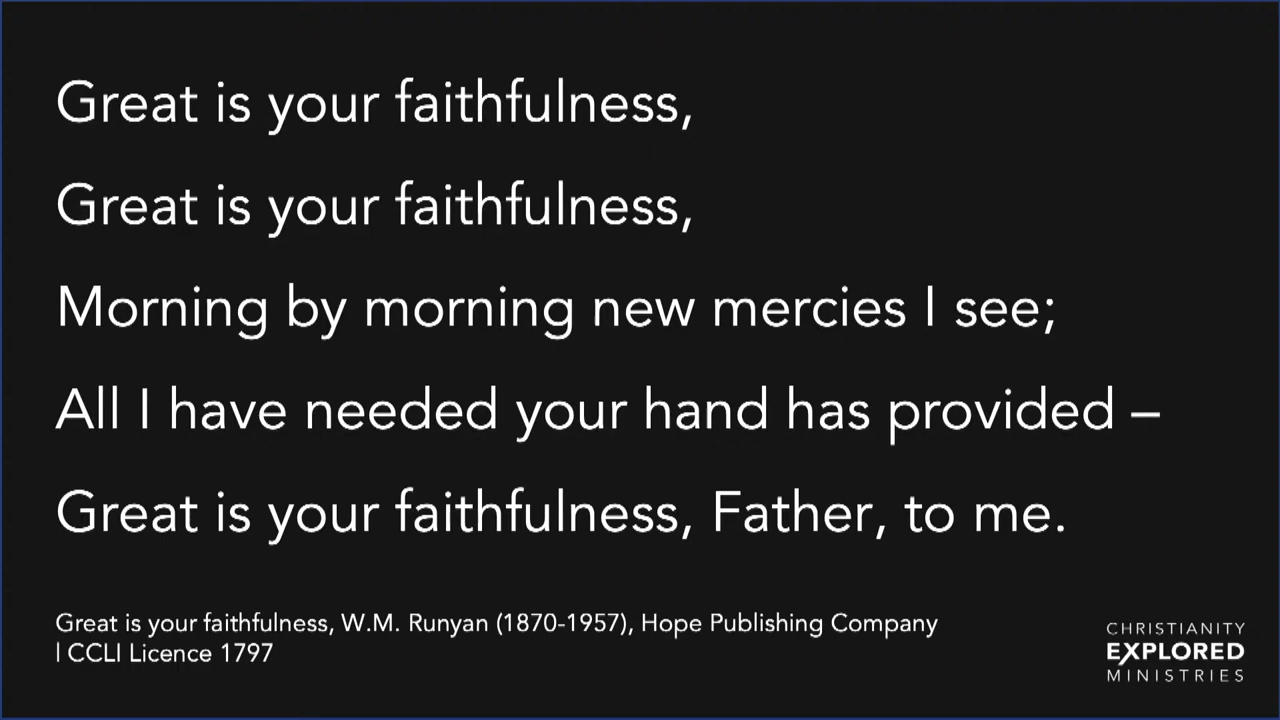 Great is your faithfulness,
Great is your faithfulness,
Morning by morning new mercies I see;
All I have needed your hand has provided –
Great is your faithfulness, Father, to me.
Great is your faithfulness, W.M. Runyan (1870-1957), Hope Publishing Company
| CCLI Licence 1797
CHRISTIANITY
EXPLORED
MINISTRIES